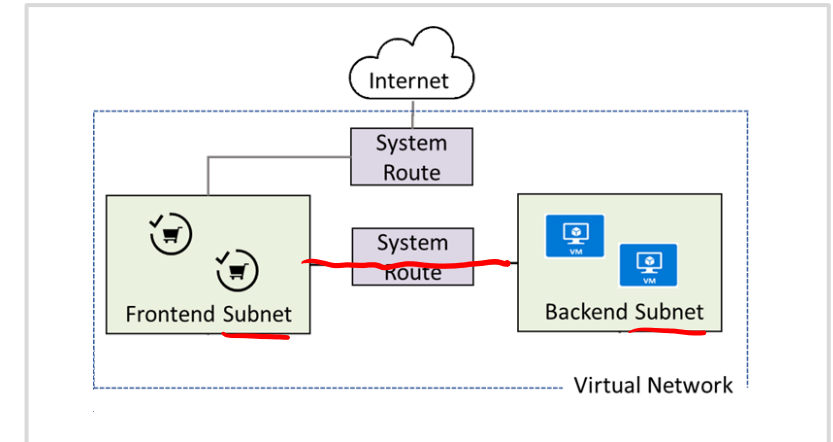 Internet
System
Route
System
Route
VM
VM
Frontend Subnet
Backend Subnet
Virtual Network